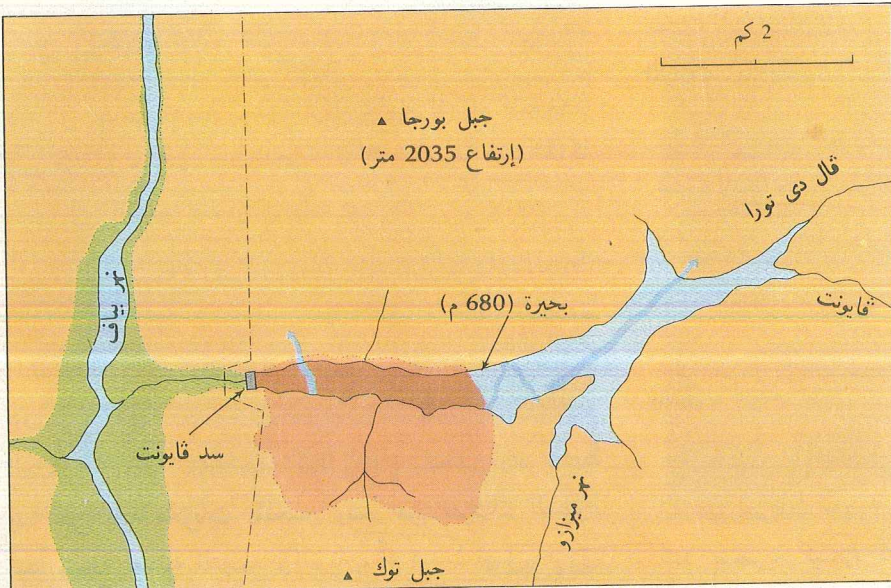 2 كم
جبل بورجا
(إرتفاع 2035 متر)
ڤال دى تورا
ڤايونت
بحيرة (680 م)
نهر بياف
سد ڤايونت
نهر ميزازو
جبل توك